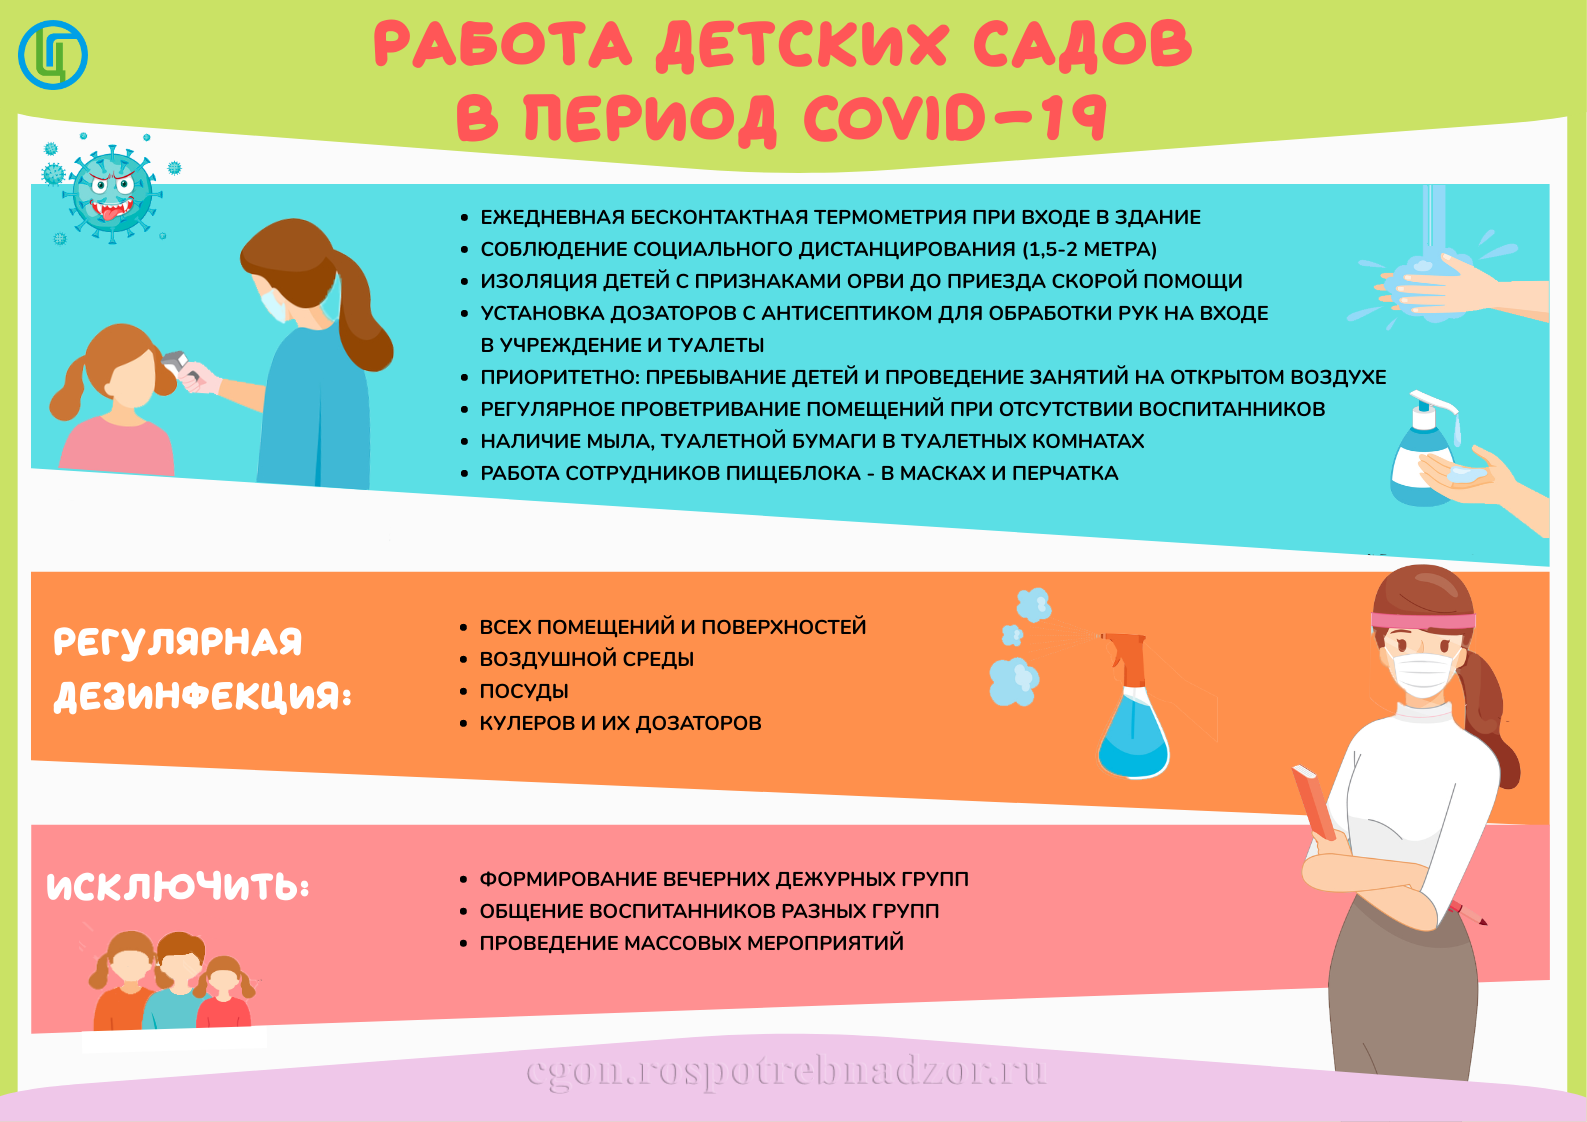 РАБОТА ДЕТСКИХ САДОВ
В ПЕРИОД COVID-19
• ЕЖЕДНЕВНАЯ БЕСКОНТАКТНАЯ ТЕРМОМЕТРИЯ ПРИ ВХОДЕ В ЗДАНИЕ
• СОБЛЮДЕНИЕ СОЦИАЛЬНОГО ДИСТАНЦИРОВАНИЯ (1,5-2 МЕТРА)
• ИЗОЛЯЦИЯ ДЕТЕЙ С ПРИЗНАКАМИ ОРВИ ДО ПРИЕЗДА СКОРОЙ ПОМОЩИ
• УСТАНОВКА ДОЗАТОРОВ С АНТИСЕПТИКОМ ДЛЯ ОБРАБОТКИ РУК НА ВХОДЕ
В УЧРЕЖДЕНИЕ И ТУАЛЕТЫ
• ПРИОРИТЕТНО: ПРЕБЫВАНИЕ ДЕТЕЙ И ПРОВЕДЕНИЕ ЗАНЯТИЙ НА ОТКРЫТОМ ВОЗДУХЕ
• РЕГУЛЯРНОЕ ПРОВЕТРИВАНИЕ ПОМЕЩЕНИЙ ПРИ ОТСУТСТВИИ ВОСПИТАННИКОВ
• НАЛИЧИЕ МЫЛА, ТУАЛЕТНОЙ БУМАГИ В ТУАЛЕТНЫХ КОМНАТАХ
• РАБОТА СОТРУДНИКОВ ПИЩЕБЛОКА - В МАСКАХ И ПЕРЧАТКА
РЕГУЛЯРНАЯ
ДЕЗИНФЕКЦИЯ:
• ВСЕХ ПОМЕЩЕНИЙ И ПОВЕРХНОСТЕЙ
• ВОЗДУШНОЙ СРЕДЫ
• ПОСУДЫ
• КУЛЕРОВ И ИХ ДОЗАТОРОВ
ИСКЛЮЧИТЬ:
• ФОРМИРОВАНИЕ ВЕЧЕРНИХ ДЕЖУРНЫХ ГРУПП
• ОБЩЕНИЕ ВОСПИТАННИКОВ РАЗНЫХ ГРУПП
• ПРОВЕДЕНИЕ МАССОВЫХ МЕРОПРИЯТИЙ
cgon.rospotrebnadzor.ru